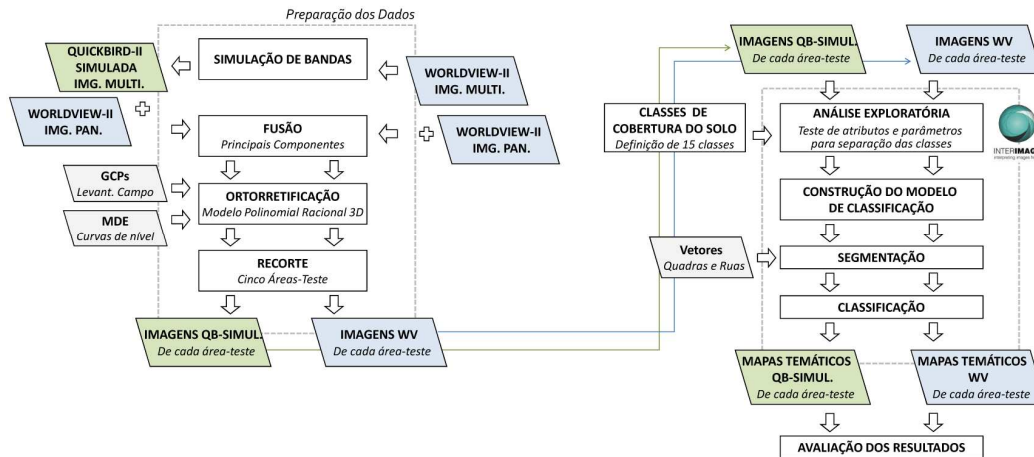 Preparação dos Dados
QUICKBIRD-II
SIMULADA
IMG. MULTI.
SIMULAÇÃO DE BANDAS
WORLDVIEW-II
IMG. MULTI.
WORLDVIEW-II
IMG. PAN.
FUSÃO
Principais Componentes
WORLDVIEW-II
IMG. PAN.
GCPs
Levant. Campo
ORTORRETIFICAÇÃO
Modelo Polinomial Racional 3D
MDE
Curvas de nível
RECORTE
Cinco Áreas-Teste
IMAGENS QB-SIMUL.
De cada área-teste
IMAGENS WV
De cada área-teste
IMAGENS QB-SIMUL.
De cada área-teste
IMAGENS WV
De cada área-teste
CLASSES DE
COBERTURA DO SOLO
Definição de 15 classes
ANÁLISE EXPLORATÓRIA
Teste de atributos e parâmetros
para separação das classes
INTERIMAG
interpreting images
CONSTRUÇÃO DO MODELO
DE CLASSIFICAÇÃO
Vetores
Quadras e Ruas
SEGMENTAÇÃO
CLASSIFICAÇÃO
MAPAS TEMÁTICOS
QB-SIMUL.
De cada área-teste
MAPAS TEMÁTICOS
WV
De cada área-teste
AVALIAÇÃO DOS RESULTADOS